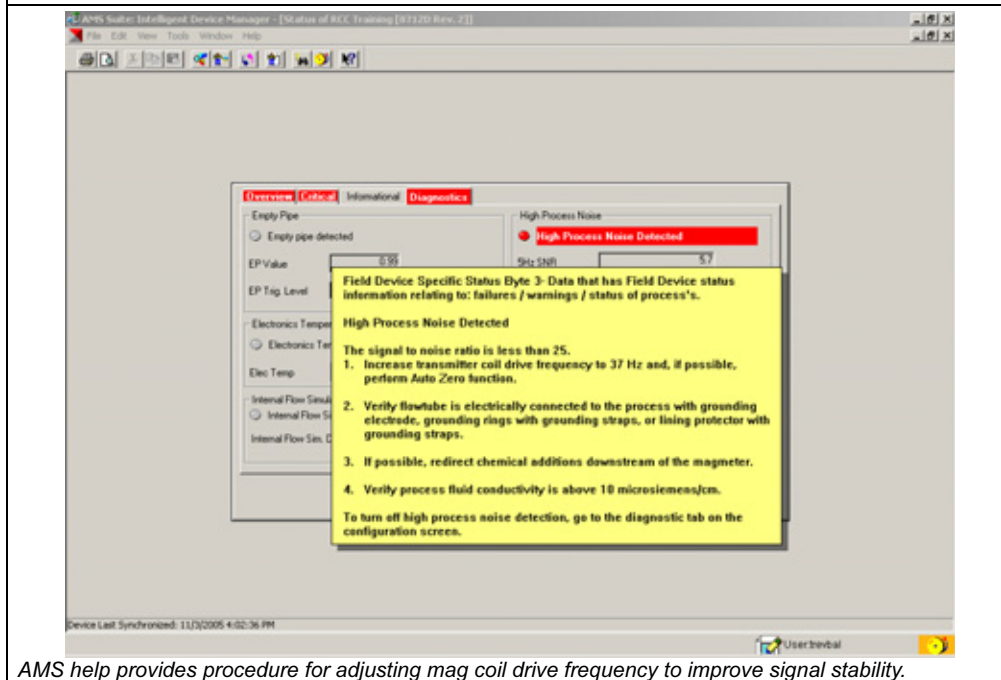 AMS Suite: Intelligent Device Manager - [Status of RCC Training [8712D Rev. 2]]
File Edit View Tools Window Help
Overview Critical Informational Diagnostics
Empty Pipe
Empty pipe detected
EP Value 0.99
EP Trig. Level
High Process Noise
High Process Noise Detected
5Hz SNR 5.7
Electronics Temper
Electronics Ter
Elec Temp
Internal Flow Simula
Internal Flow Si
Internal Flow Sim. D
Field Device Specific Status Byte 3- Data that has Field Device status
information relating to: failures / warnings / status of process's.
High Process Noise Detected
The signal to noise ratio is less than 25.
1. Increase transmitter coil drive frequency to 37 Hz and, if possible,
perform Auto Zero function.
2. Verify flowtube is electrically connected to the process with grounding
electrode, grounding rings with grounding straps, or lining protector with
grounding straps.
3. If possible, redirect chemical additions downstream of the magmeter.
4. Verify process fluid conductivity is above 10 microsiemens/cm.
To turn off high process noise detection, go to the diagnostic tab on the
configuration screen.
Device Last Synchronized: 11/3/2005 4:02:36 PM
User:trevbal
AMS help provides procedure for adjusting mag coil drive frequency to improve signal stability.